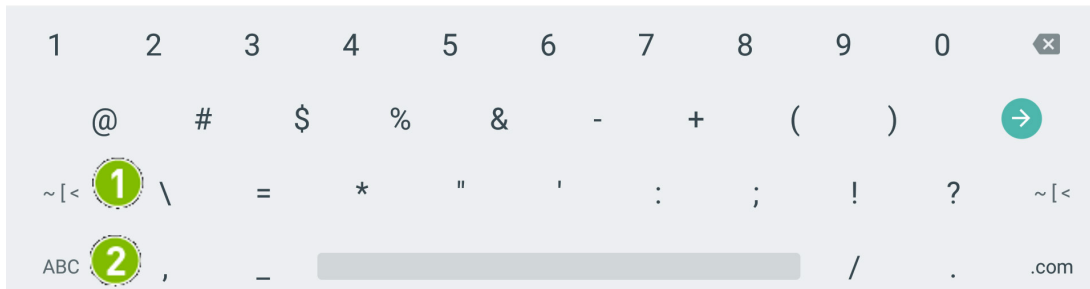 1 2 3 4 5 6 7 8 9 0
@ # $ % & - + ( )
~[< 1 \ = * " ' : ; ! ? ~[<
ABC 2 , _ / . .com